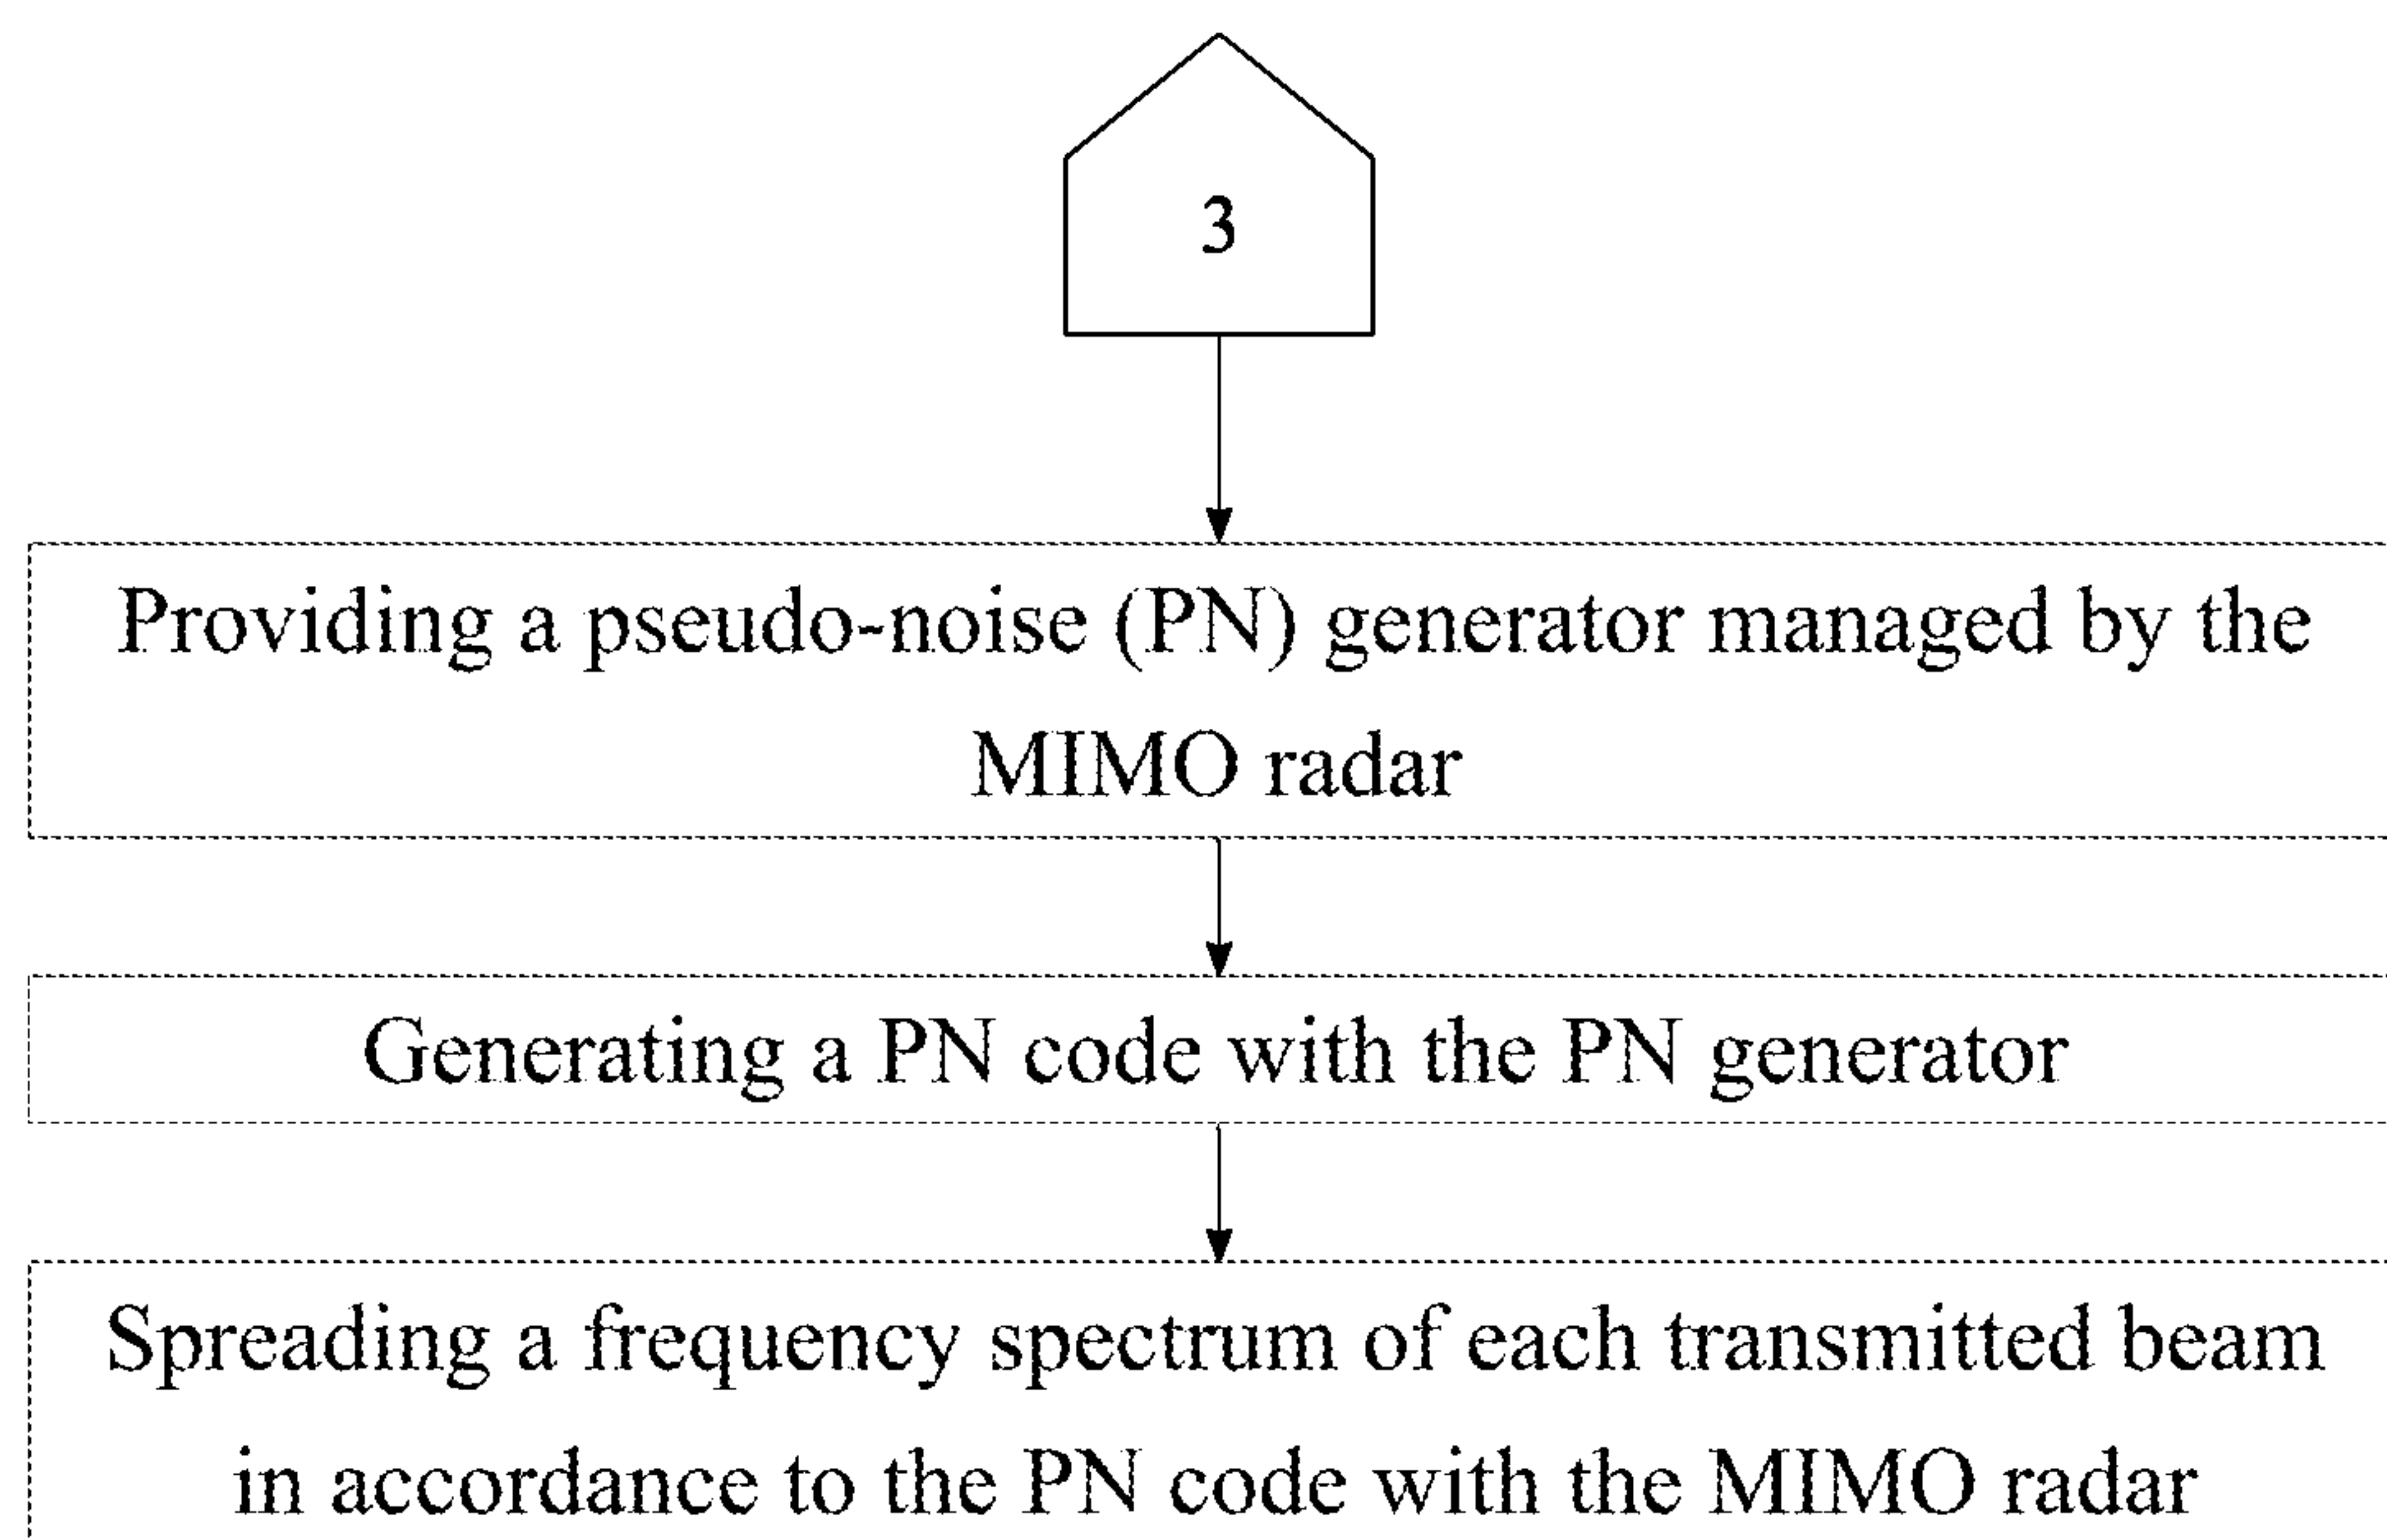 3
Providing a pseudo-noise (PN) generator managed by the
MIMO radar
Generating a PN code with the PN generator
Spreading a frequency spectrum of each transmitted beam
in accordance to the PN code with the MIMO radar